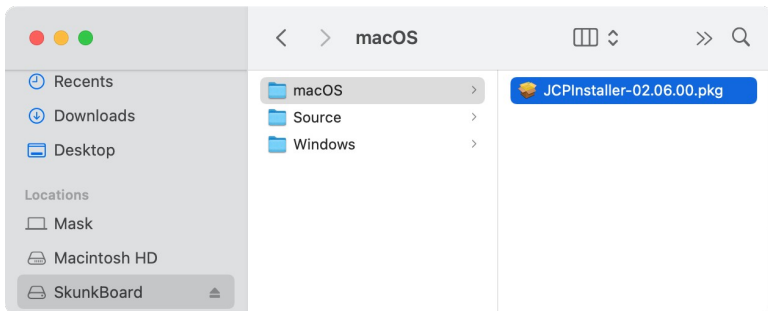 macOS
Recents
Downloads
Desktop
Locations
Mask
Macintosh HD
SkunkBoard
macOS
Source
Windows
JCPInstaller-02.06.00.pkg